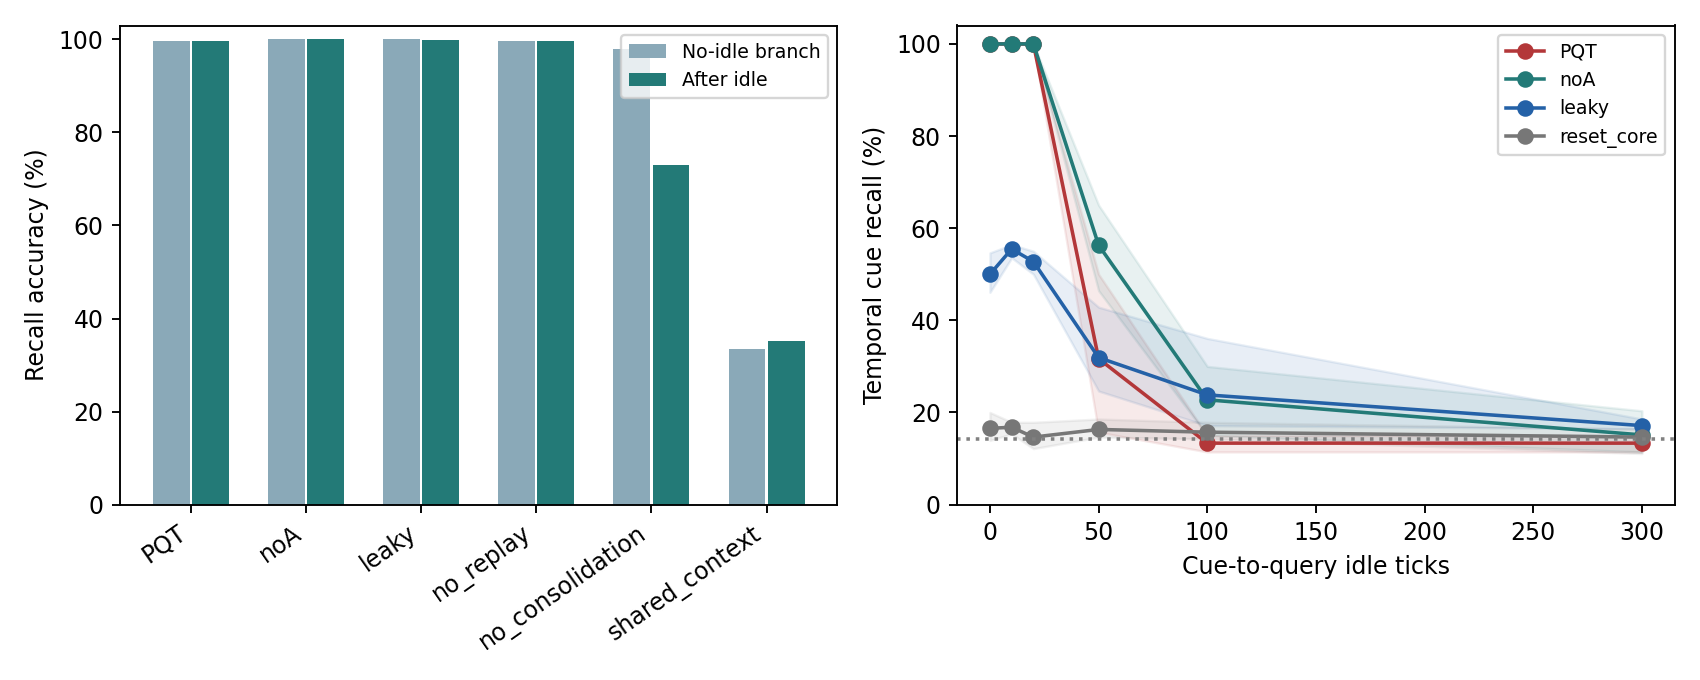 Recall accuracy (%)
100
80
60
40
20
0
No-idle branch
After idle
PQT
noA
leaky
no_replay
no_consolidation
shared_context
Temporal cue recall (%)
100
80
60
40
20
0
PQT
noA
leaky
reset_core
0
50
100
150
200
250
300
Cue-to-query idle ticks